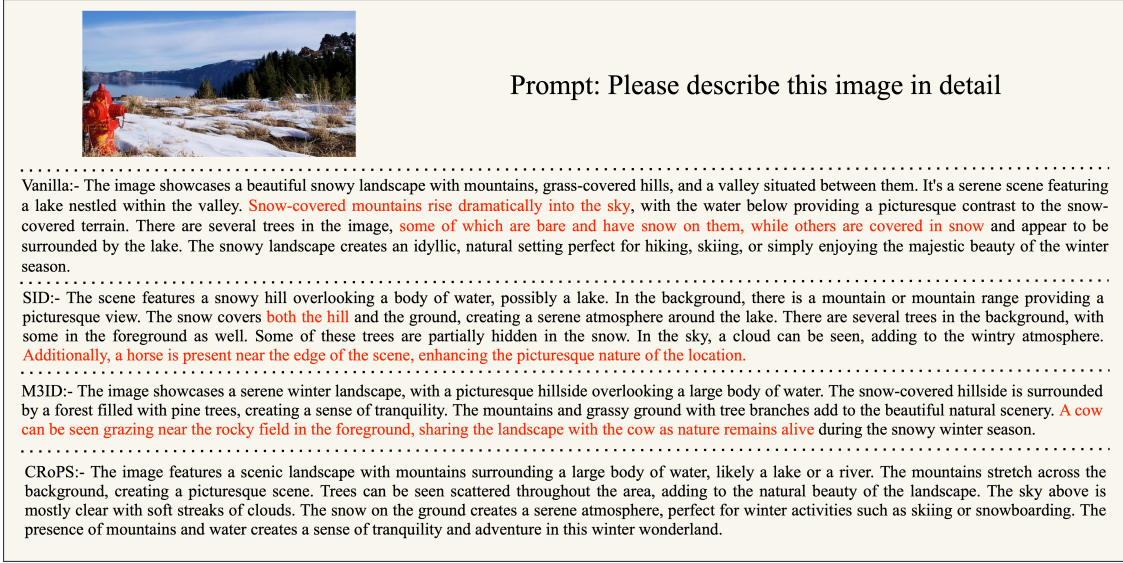 Prompt: Please describe this image in detail
Vanilla:- The image showcases a beautiful snowy landscape with mountains, grass-covered hills, and a valley situated between them. It's a serene scene featuring
a lake nestled within the valley. Snow-covered mountains rise dramatically into the sky, with the water below providing a picturesque contrast to the snow-
covered terrain. There are several trees in the image, some of which are bare and have snow on them, while others are covered in snow and appear to be
surrounded by the lake. The snowy landscape creates an idyllic, natural setting perfect for hiking, skiing, or simply enjoying the majestic beauty of the winter
season.
SID:- The scene features a snowy hill overlooking a body of water, possibly a lake. In the background, there is a mountain or mountain range providing a
picturesque view. The snow covers both the hill and the ground, creating a serene atmosphere around the lake. There are several trees in the background, with
some in the foreground as well. Some of these trees are partially hidden in the snow. In the sky, a cloud can be seen, adding to the wintry atmosphere.
Additionally, a horse is present near the edge of the scene, enhancing the picturesque nature of the location.
M3ID:- The image showcases a serene winter landscape, with a picturesque hillside overlooking a large body of water. The snow-covered hillside is surrounded
by a forest filled with pine trees, creating a sense of tranquility. The mountains and grassy ground with tree branches add to the beautiful natural scenery. A cow
can be seen grazing near the rocky field in the foreground, sharing the landscape with the cow as nature remains alive during the snowy winter season.
CRoPS:- The image features a scenic landscape with mountains surrounding a large body of water, likely a lake or a river. The mountains stretch across the
background, creating a picturesque scene. Trees can be seen scattered throughout the area, adding to the natural beauty of the landscape. The sky above is
mostly clear with soft streaks of clouds. The snow on the ground creates a serene atmosphere, perfect for winter activities such as skiing or snowboarding. The
presence of mountains and water creates a sense of tranquility and adventure in this winter wonderland.